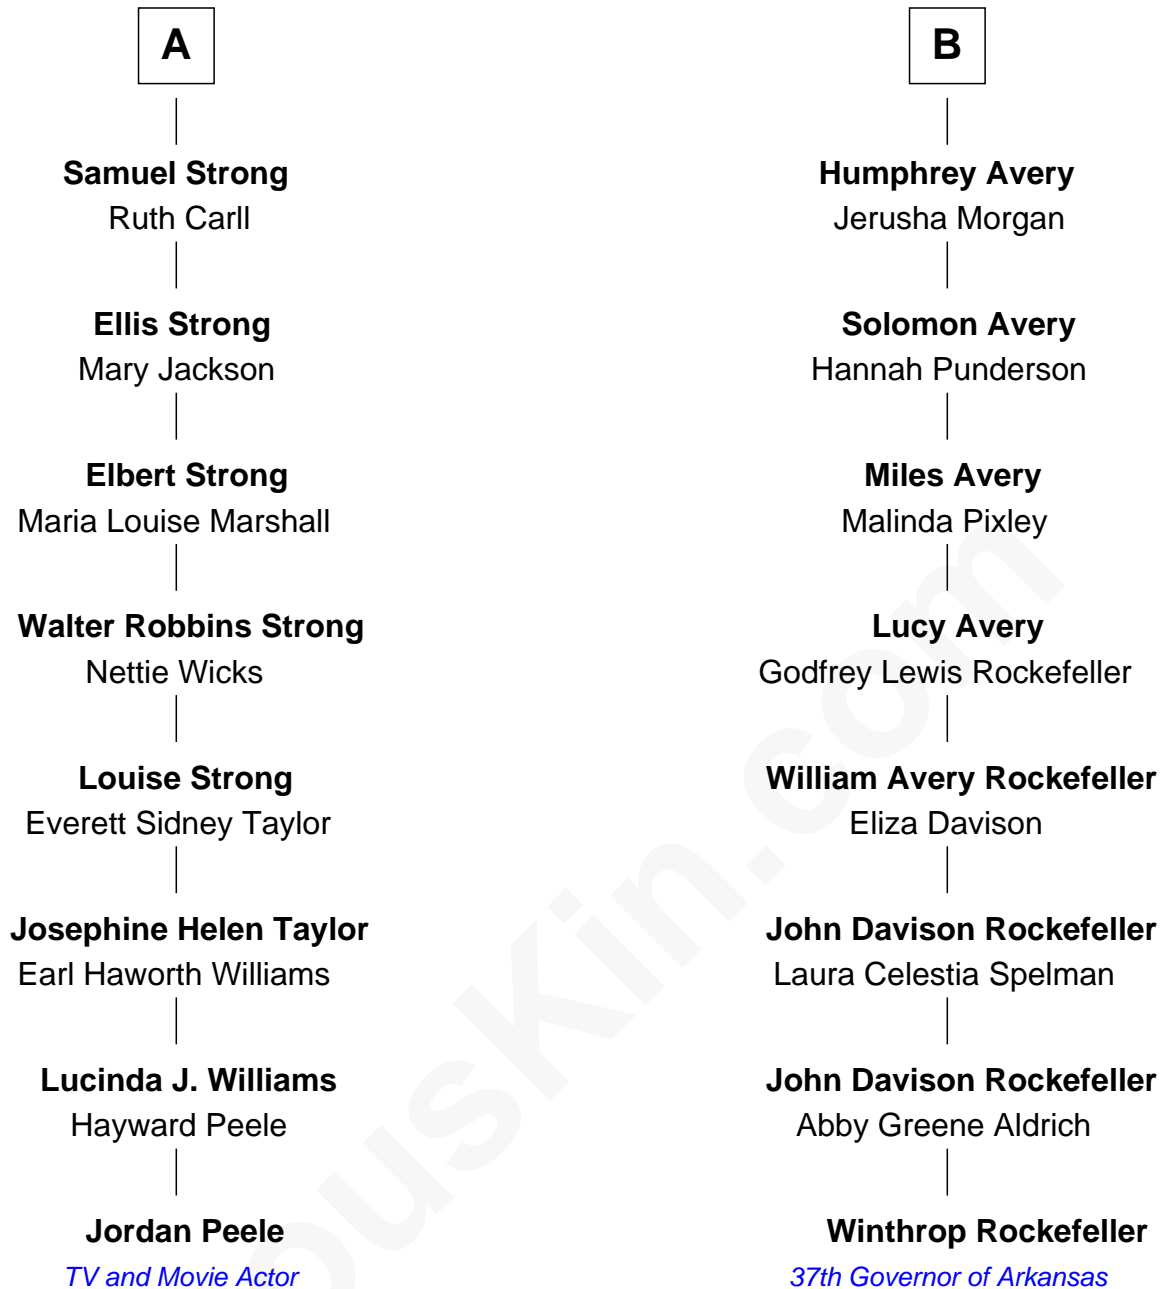 A
Samuel Strong
Ruth Carll
Ellis Strong
Mary Jackson
Elbert Strong
Maria Louise Marshall
Walter Robbins Strong
Nettie Wicks
Louise Strong
Everett Sidney Taylor
Josephine Helen Taylor
Earl Haworth Williams
Lucinda J. Williams
Hayward Peele
Jordan Peele
TV and Movie Actor
B
Humphrey Avery
Jerusha Morgan
Solomon Avery
Hannah Punderson
Miles Avery
Malinda Pixley
Lucy Avery
Godfrey Lewis Rockefeller
William Avery Rockefeller
Eliza Davison
John Davison Rockefeller
Laura Celestia Spelman
John Davison Rockefeller
Abby Greene Aldrich
Winthrop Rockefeller
37th Governor of Arkansas
ouskin.com